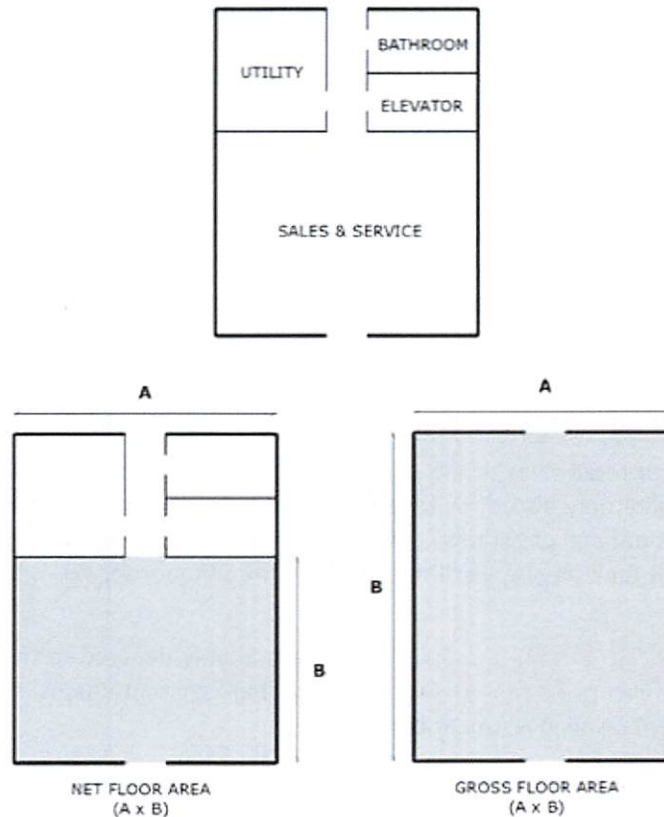 BATHROOM
UTILITY
ELEVATOR
SALES & SERVICE
A
A
B
B
NET FLOOR AREA
(A x B)
GROSS FLOOR AREA
(A x B)